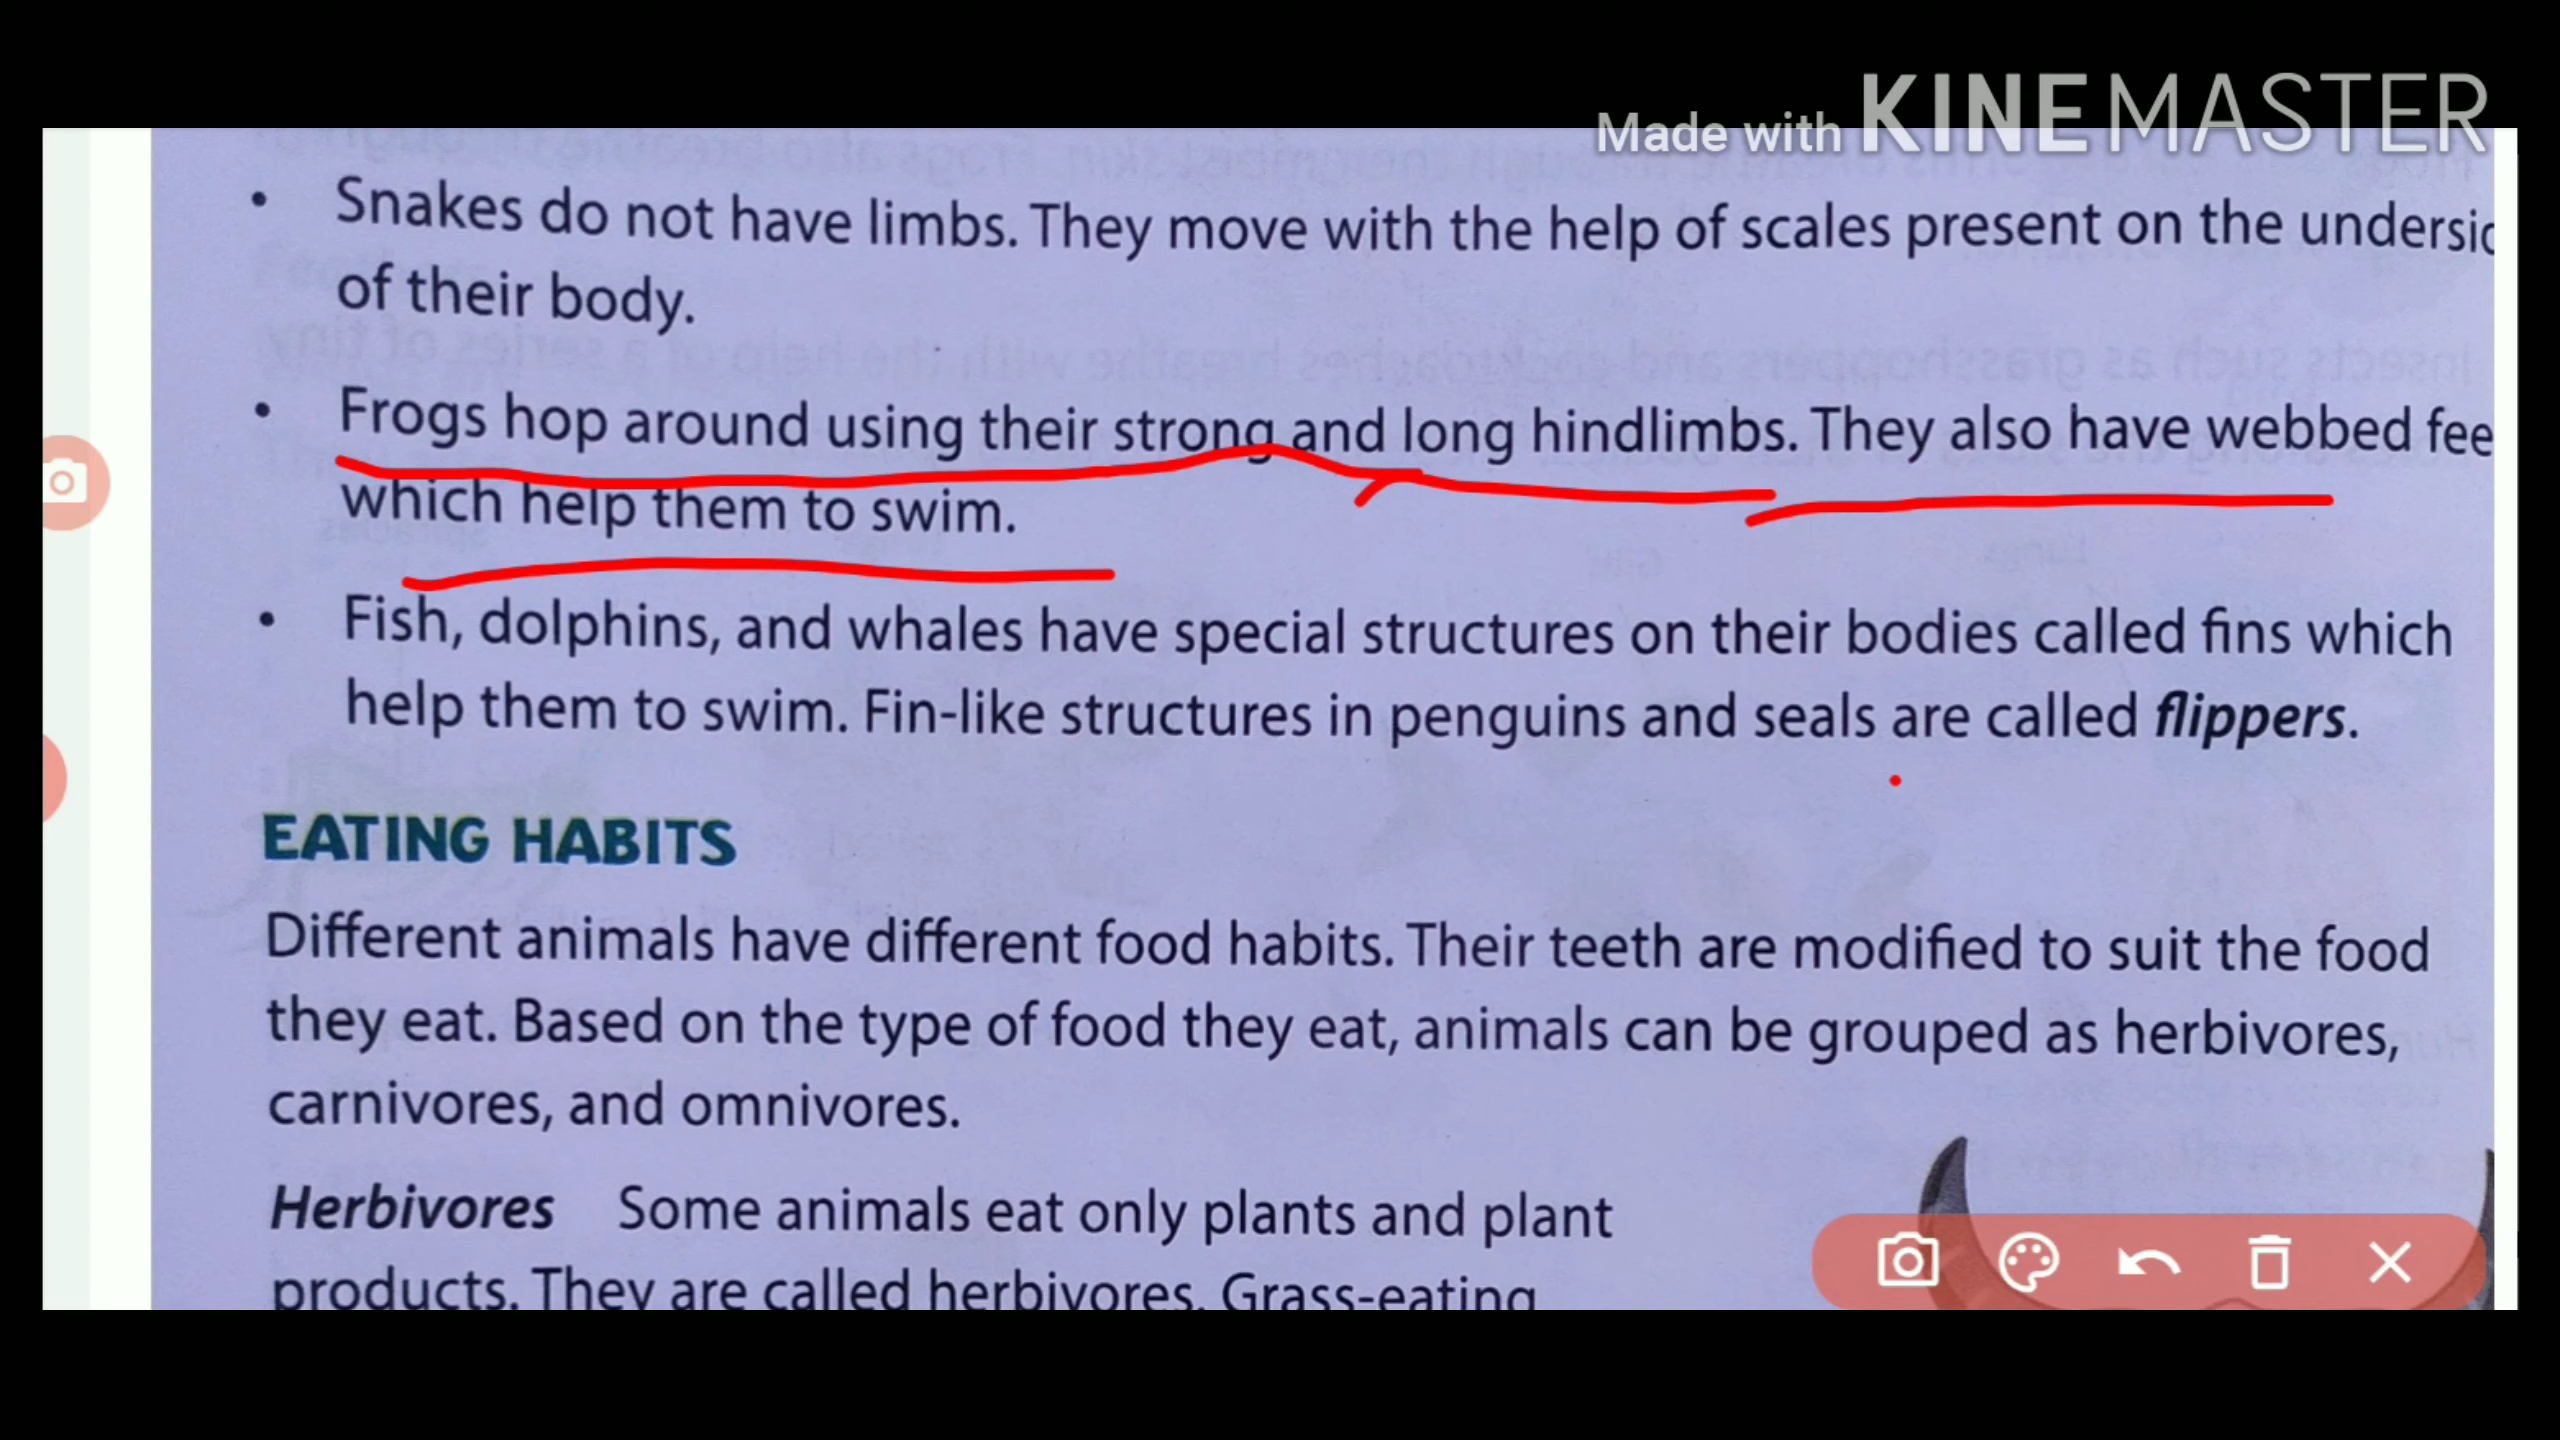 Made with KINEMASTER
• Snakes do not have limbs. They move with the help of scales present on the undersid
of their body.
• Frogs hop around using their strong and long hindlimbs. They also have webbed fee
which help them to swim.
• Fish, dolphins, and whales have special structures on their bodies called fins which
help them to swim. Fin-like structures in penguins and seals are called flippers.
EATING HABITS
Different animals have different food habits. Their teeth are modified to suit the food
they eat. Based on the type of food they eat, animals can be grouped as herbivores,
carnivores, and omnivores.
Herbivores Some animals eat only plants and plant
products. They are called herbivores. Grass-eating